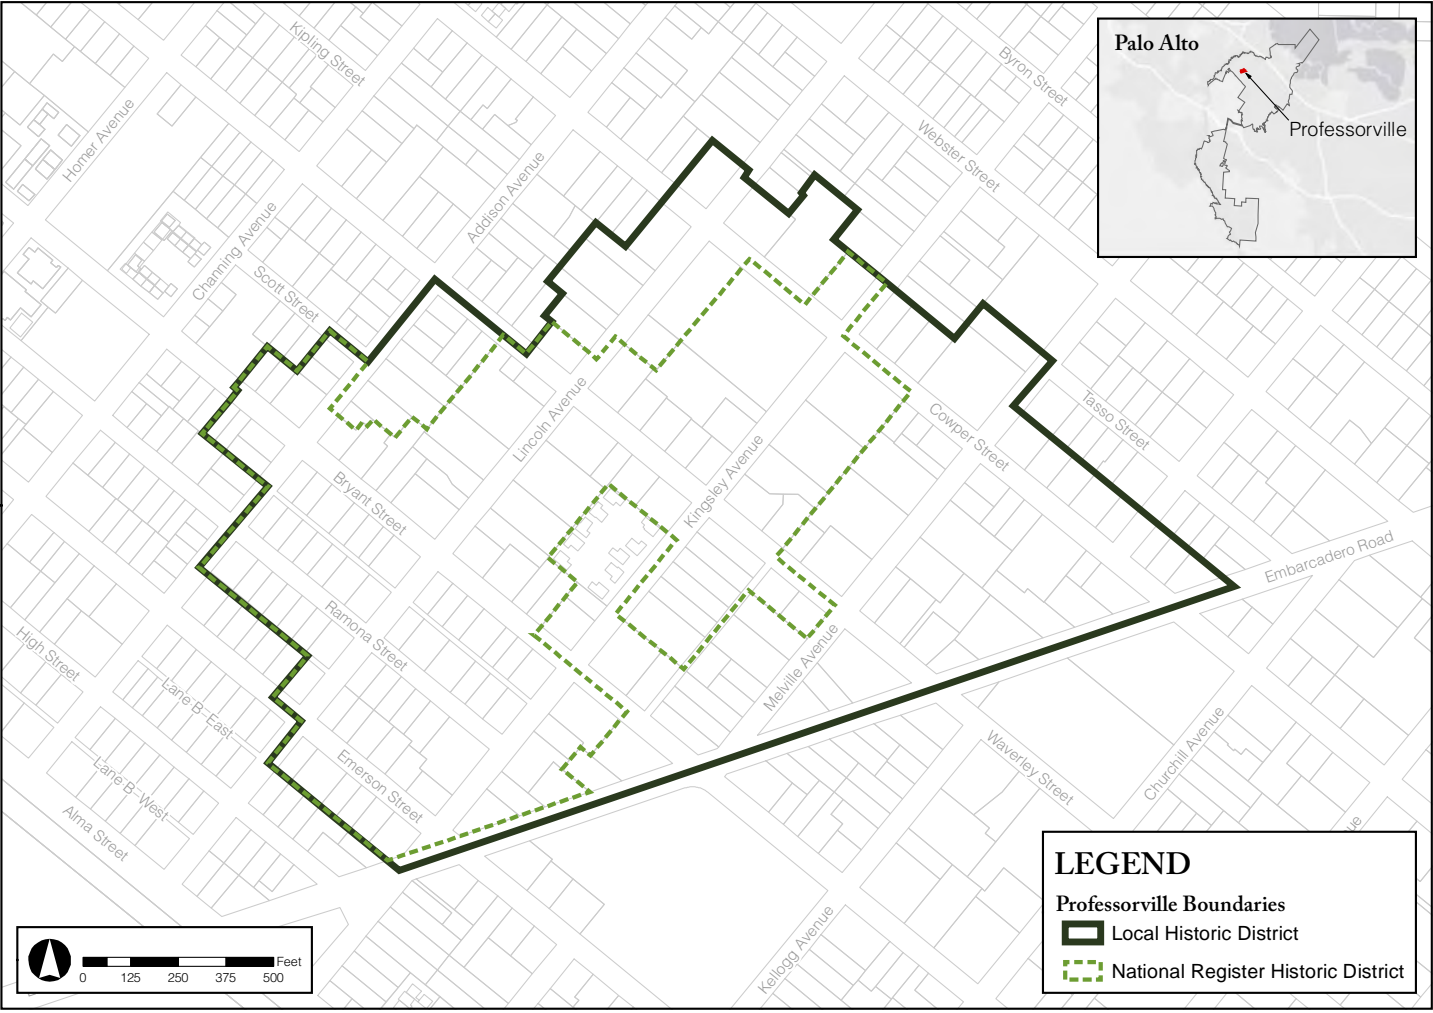 Kipling Street
Byron Street
Palo Alto
Professorville
Homer Avenue
Webster Street
Addison Avenue
Channing Avenue
Scott Street
Lincoln Avenue
Tasso Street
Cowper Street
Kingsley Avenue
Bryant Street
Embarcadero Road
Ramona Street
High Street
Melville Avenue
Lane B-East
Churchill Avenue
Waverley Street
Emerson Street
Lane B-West
Alma Street
ue
Kellogg Avenue
LEGEND
Professorville Boundaries
Local Historic District
National Register Historic District
Feet
0 125 250 375 500